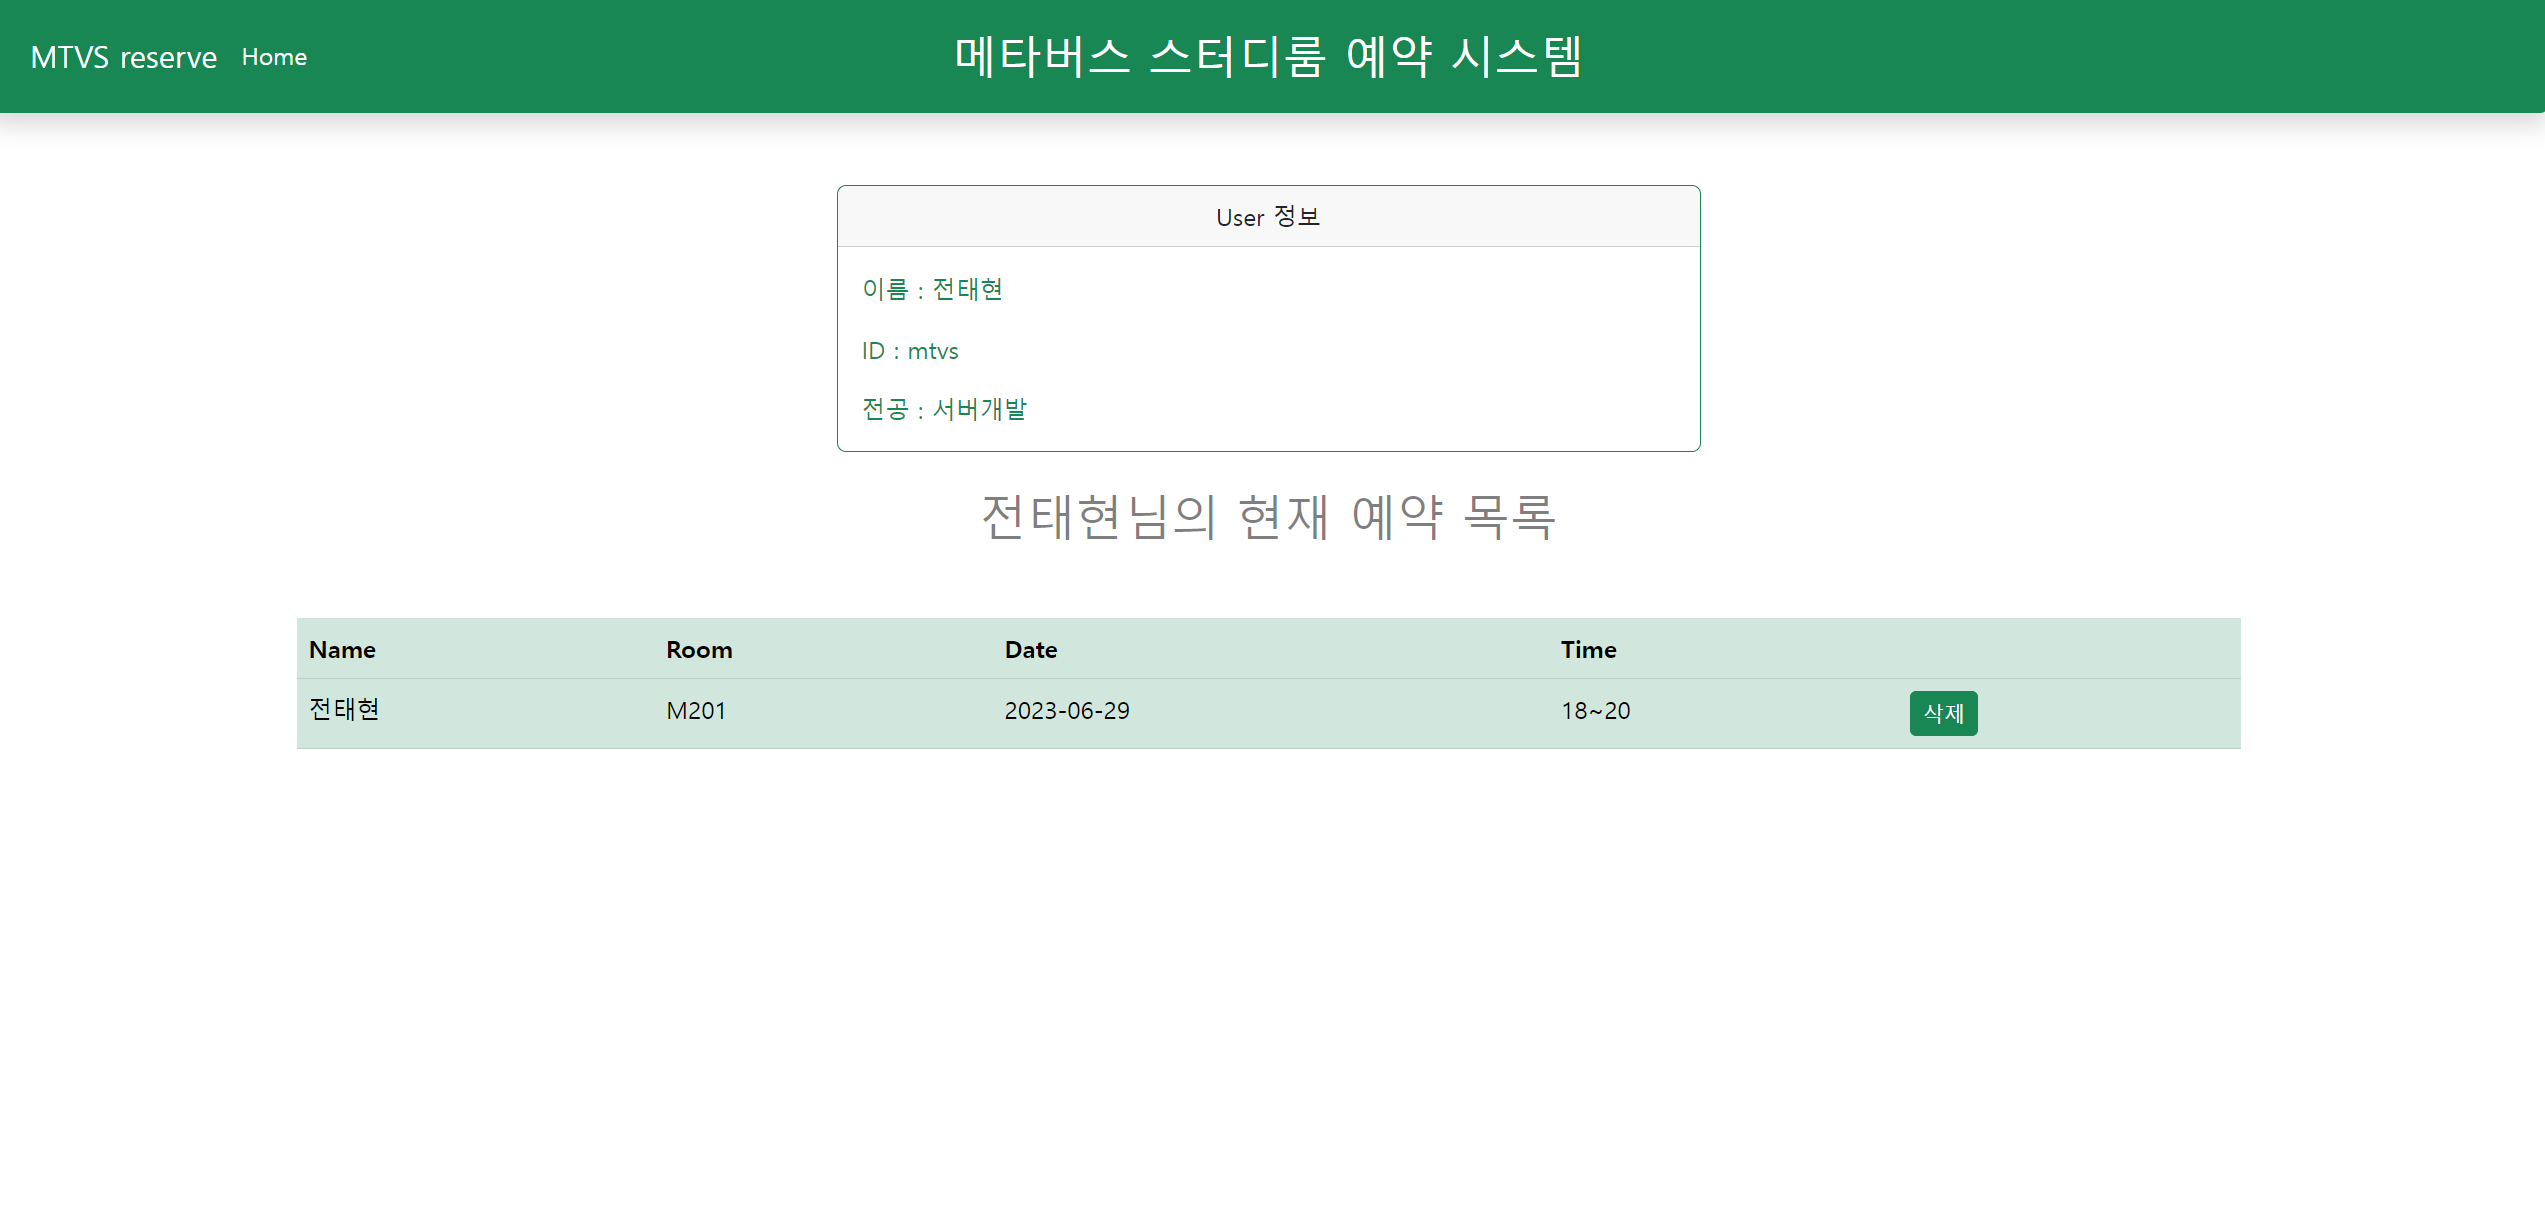 MTVS reserve Home 메타버스 스터디룸 예약 시스템
User 정보
이름 : 전태현
ID : mtvs
전공 : 서버개발
전태현님의 현재 예약 목록
Name Room Date Time
전태현 M201 2023-06-29 18~20 삭제